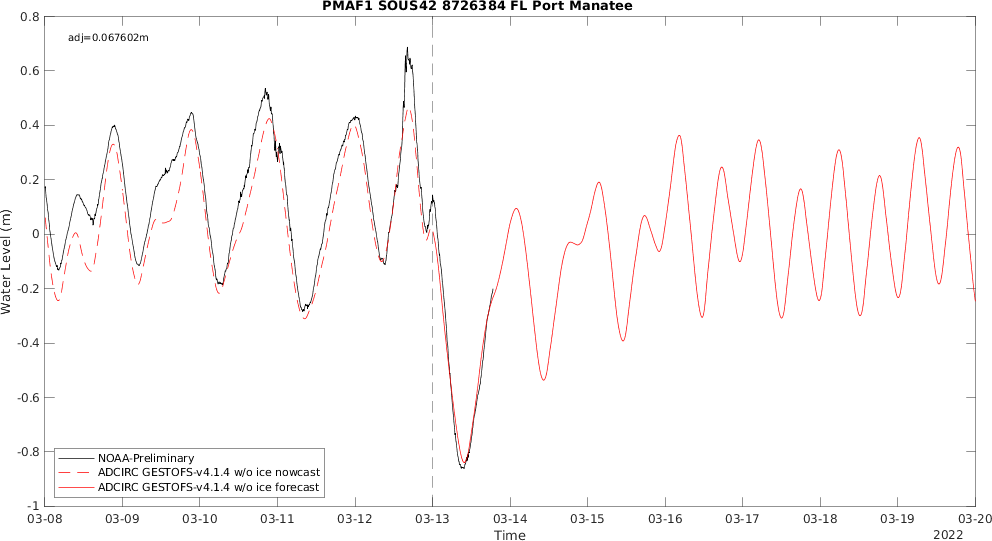 PMAF1 SOUS42 8726384 FL Port Manatee
adj=0.067602m
0.8
0.6
0.4
0.2
0
-0.2
-0.4
-0.6
-0.8
-1
Water Level (m)
NOAA-Preliminary
ADCIRC GESTOFS-v4.1.4 w/o ice nowcast
ADCIRC GESTOFS-v4.1.4 w/o ice forecast
03-08 03-09 03-10 03-11 03-12 03-13 03-14 03-15 03-16 03-17 03-18 03-19 03-20
Time
2022